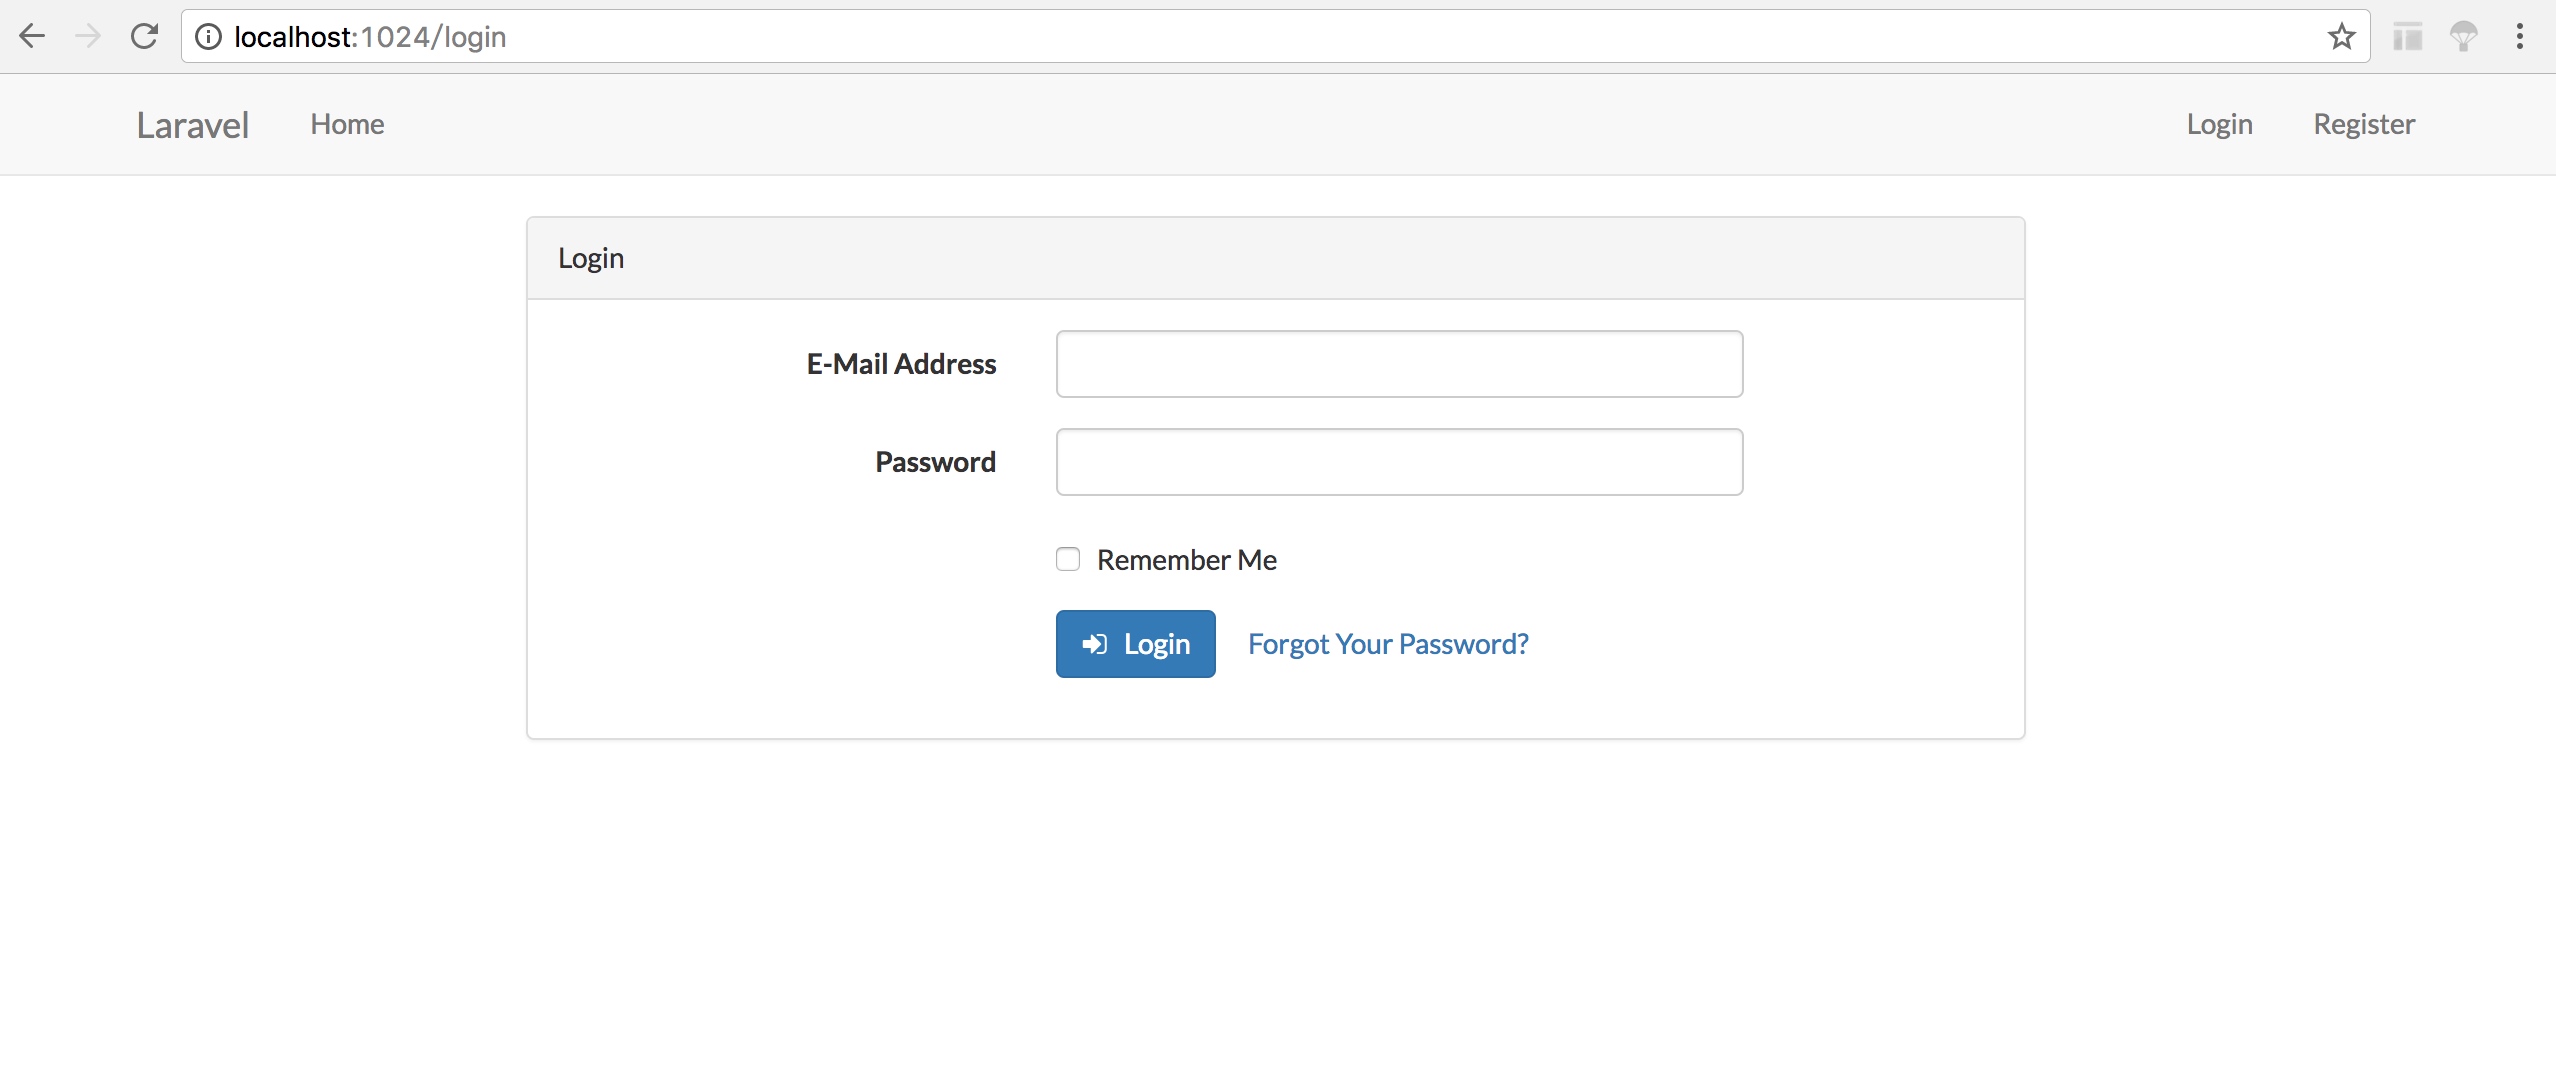 localhost:1024/login
Laravel Home Login Register
Login
E-Mail Address
Password
Remember Me
Login Forgot Your Password?